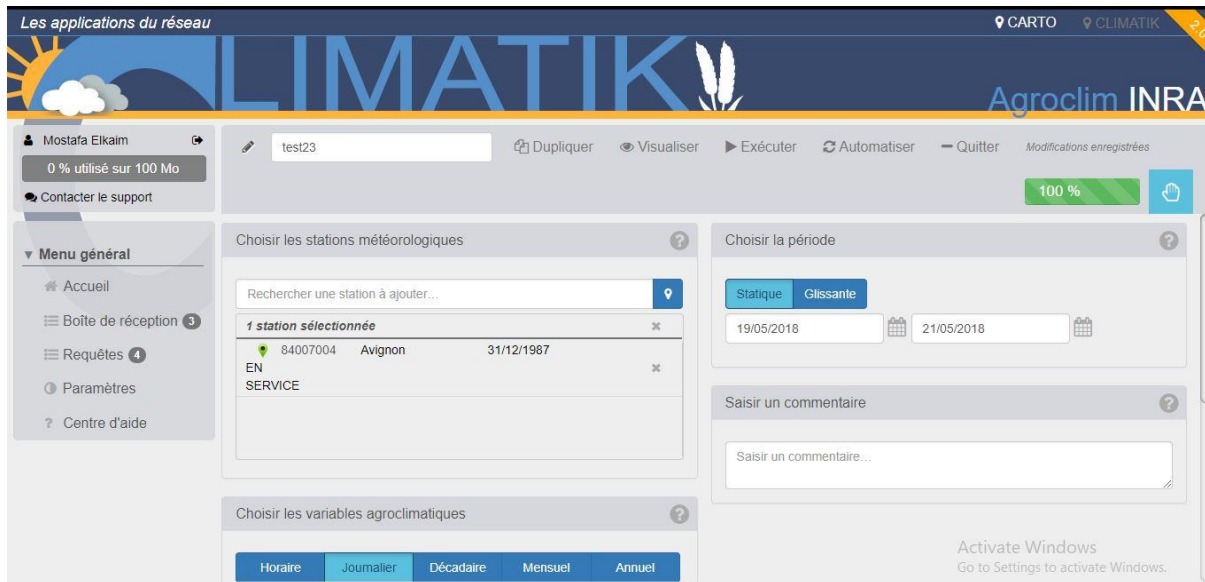 Les applications du réseau
CARTO
CLIMATIK
2.0
CLIMATIK
Agroclim INRA
Mostafa Elkaim
0 % utilisé sur 100 Mo
Contacter le support
test23
Dupliquer
Visualiser
Exécuter
Automatiser
Quitter
Modifications enregistrées
100 %
Menu général
Accueil
Boîte de réception 3
Requêtes 4
Paramètres
? Centre d'aide
Choisir les stations météorologiques ?
Rechercher une station à ajouter...
1 station sélectionnée
84007004 Avignon 31/12/1987
EN
SERVICE
Choisir les variables agroclimatiques ?
Horaire Journalier Décadaire Mensuel Annuel
Choisir la période ?
Statique Glissante
19/05/2018 21/05/2018
Saisir un commentaire ?
Saisir un commentaire...
Activate Windows
Go to Settings to activate Windows.